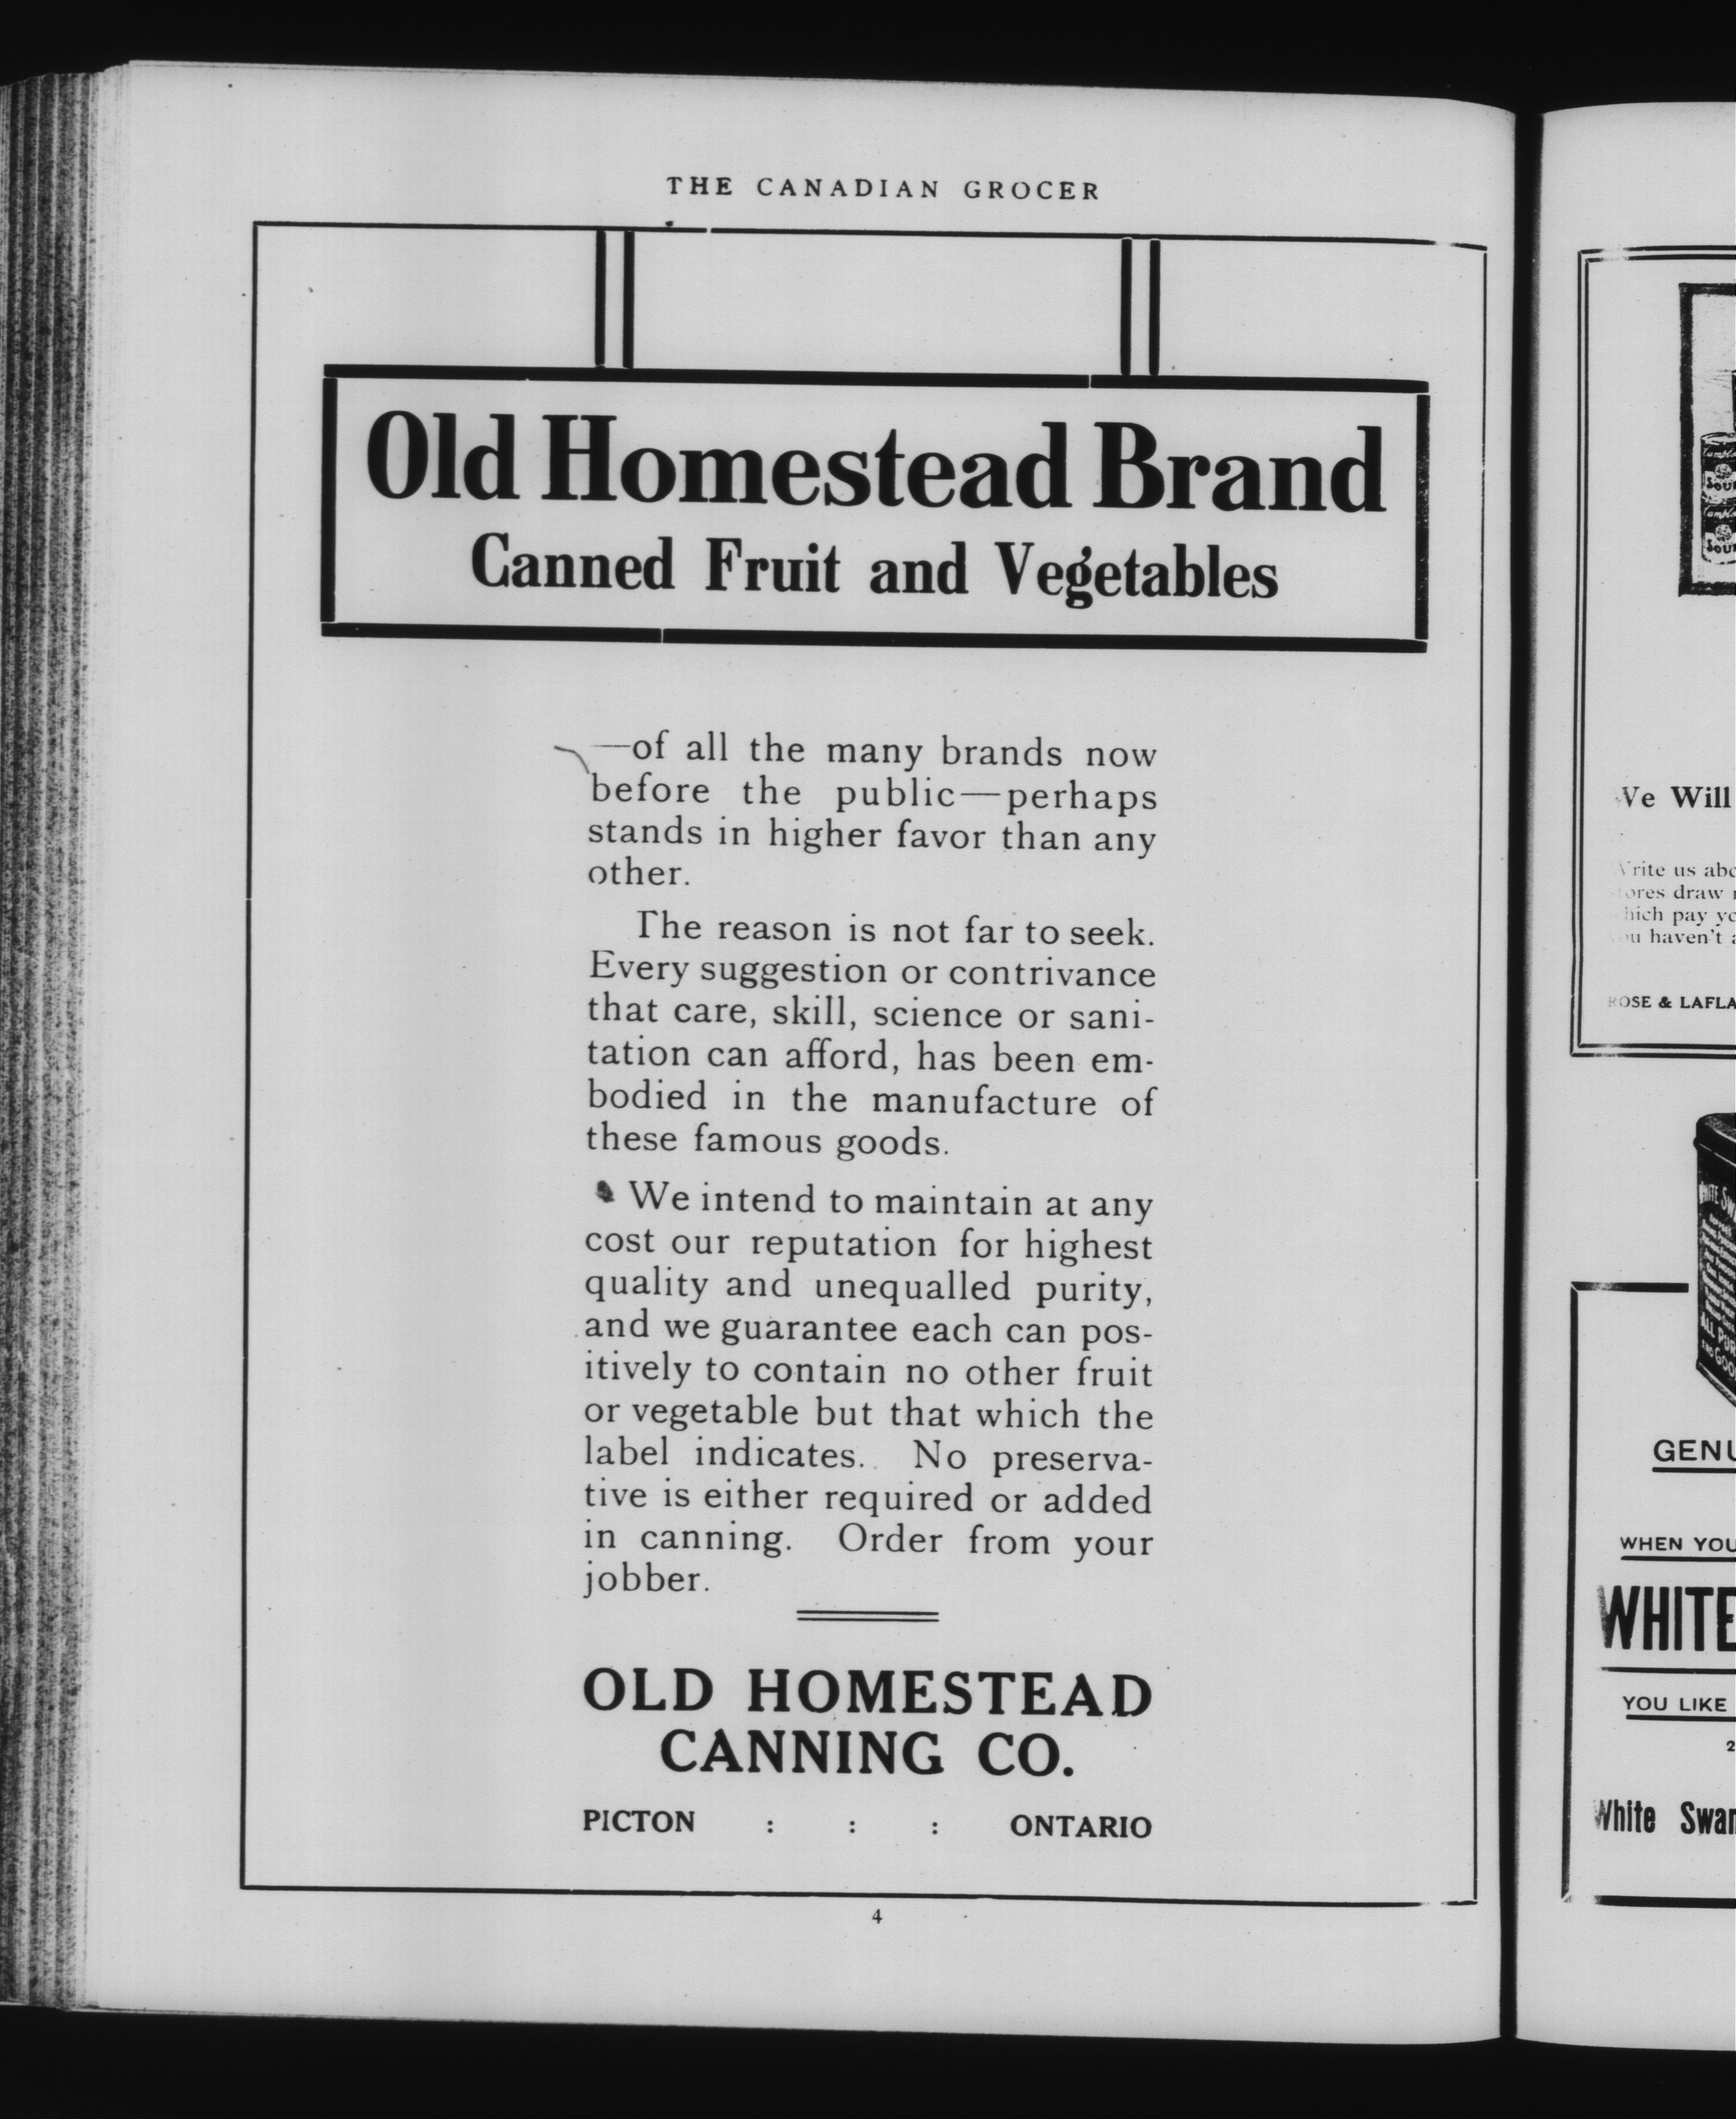 THE CANADIAN GROCER
Old Homestead Brand
Canned Fruit and Vegetables
—of all the many brands now
before the public—perhaps
stands in higher favor than any
other.
The reason is not far to seek.
Every suggestion or contrivance
that care, skill, science or sani-
tation can afford, has been em-
bodied in the manufacture of
these famous goods.
We intend to maintain at any
cost our reputation for highest
quality and unequalled purity,
and we guarantee each can pos-
itively to contain no other fruit
or vegetable but that which the
label indicates. No preserva-
tive is either required or added
in canning. Order from your
jobber.
OLD HOMESTEAD
CANNING CO.
PICTON : : : ONTARIO
4
Will
us
draw
pay
haven't
&
WHEN
WHITE
YOU LIKE
White